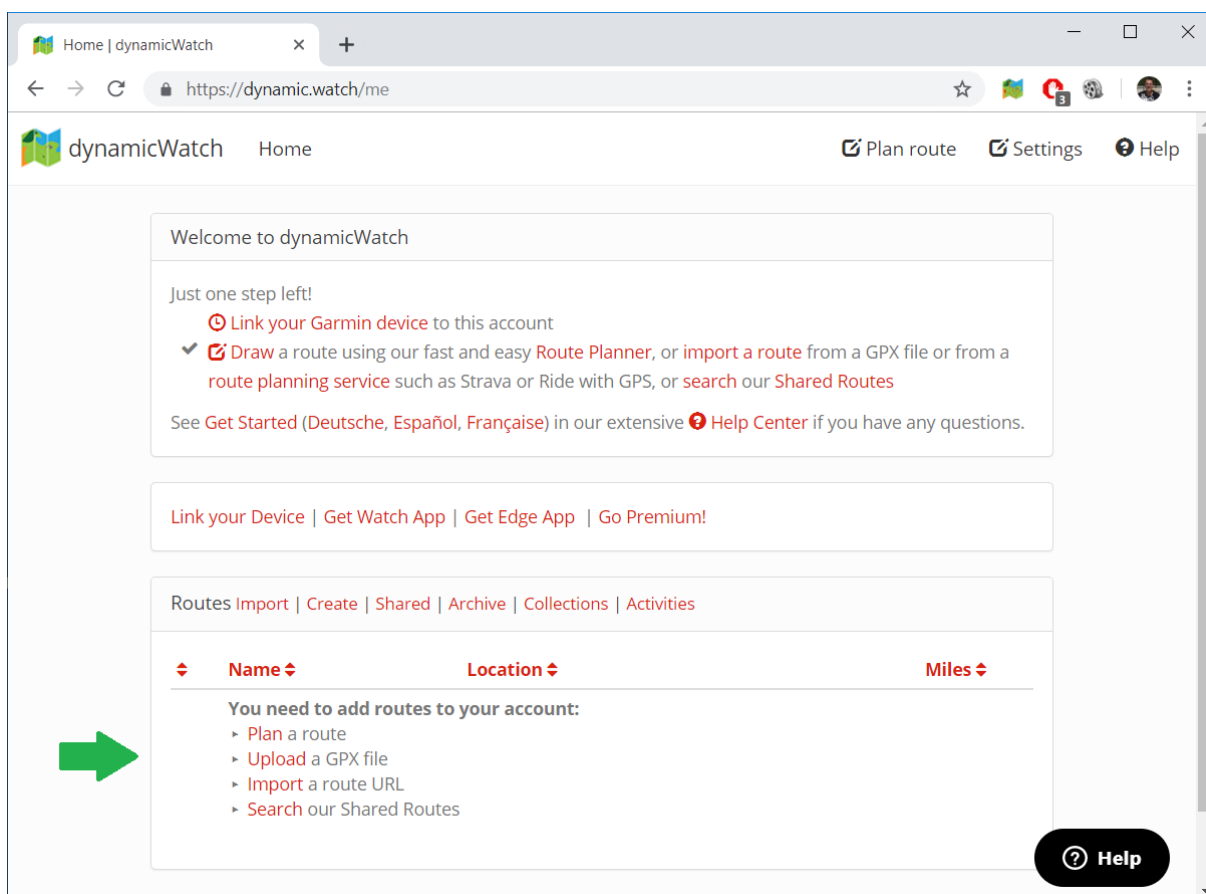 Home | dynamicWatch
https://dynamic.watch/me
3
dynamicWatch Home Plan route Settings Help
Welcome to dynamicWatch
Just one step left!
Link your Garmin device to this account
Draw a route using our fast and easy Route Planner, or import a route from a GPX file or from a
route planning service such as Strava or Ride with GPS, or search our Shared Routes
See Get Started (Deutsche, Español, Française) in our extensive Help Center if you have any questions.
Link your Device | Get Watch App | Get Edge App | Go Premium!
Routes Import | Create | Shared | Archive | Collections | Activities
Name Location Miles
You need to add routes to your account:
Plan a route
Upload a GPX file
Import a route URL
Search our Shared Routes
Help